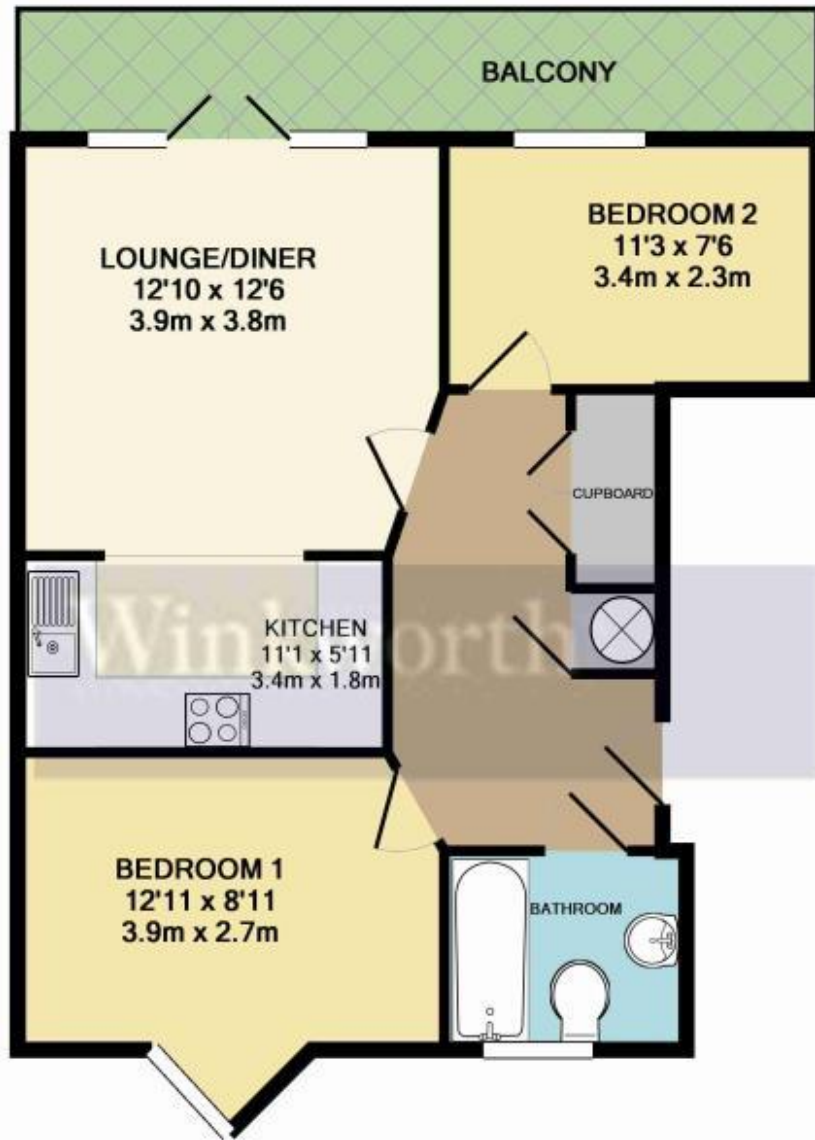 BALCONY
LOUNGE/DINER
12'10 x 12'6
3.9m x 3.8m
BEDROOM 2
11'3 x 7'6
3.4m x 2.3m
CUPBOARD
Winkworth
KITCHEN
11'1 x 5'11
3.4m x 1.8m
BEDROOM 1
12'11 x 8'11
3.9m x 2.7m
BATHROOM